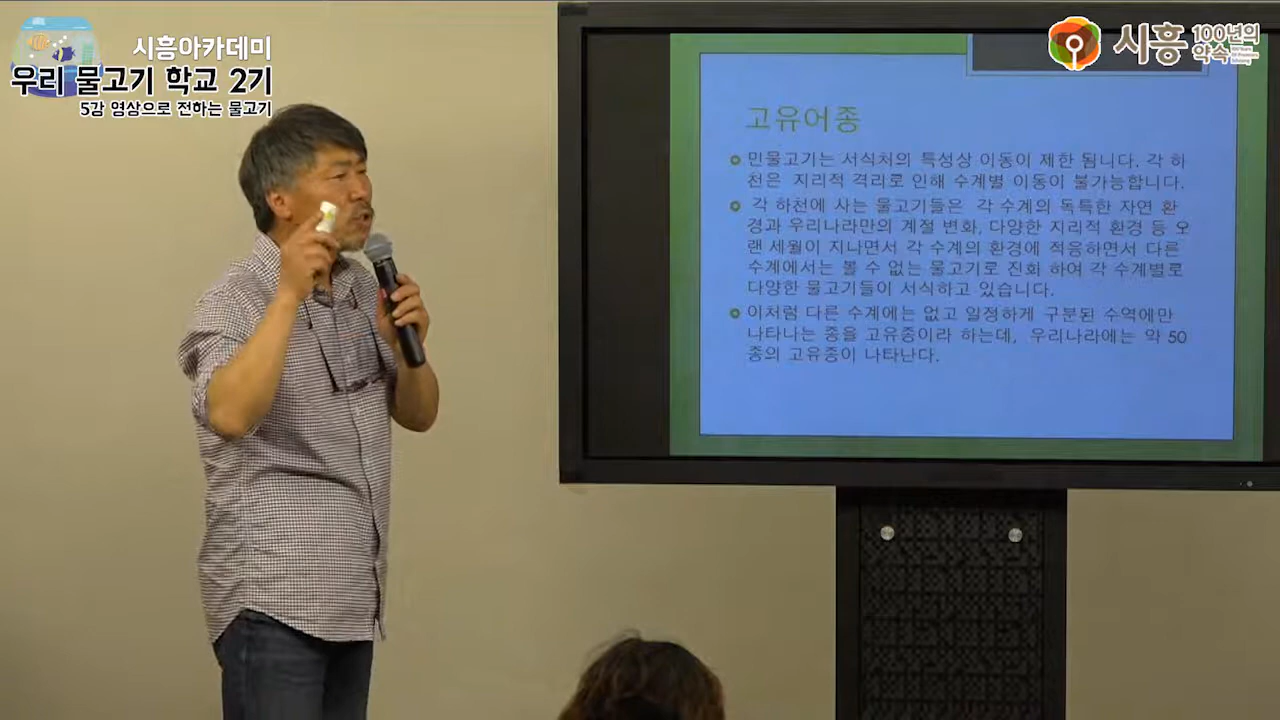 시흥아카데미
우리 물고기 학교 2기
5강 영상으로 전하는 물고기
시흥 100년의
약속
고유어종
민물고기는 서식처의 특성상 이동이 제한 됩니다. 각 하
천은 지리적 격리로 인해 수계별 이동이 불가능합니다.
각 하천에 사는 물고기들은 각 수계의 독특한 자연 환
경과 우리나라만의 계절 변화, 다양한 지리적 환경 등 오
랜 세월이 지나면서 각 수계의 환경에 적응하면서 다른
수계에서는 볼 수 없는 물고기로 진화 하여 각 수계별로
다양한 물고기들이 서식하고 있습니다.
이처럼 다른 수계에는 없고 일정하게 구분된 수역에만
나타나는 종을 고유종이라 하는데, 우리나라에는 약 50
종의 고유종이 나타난다.